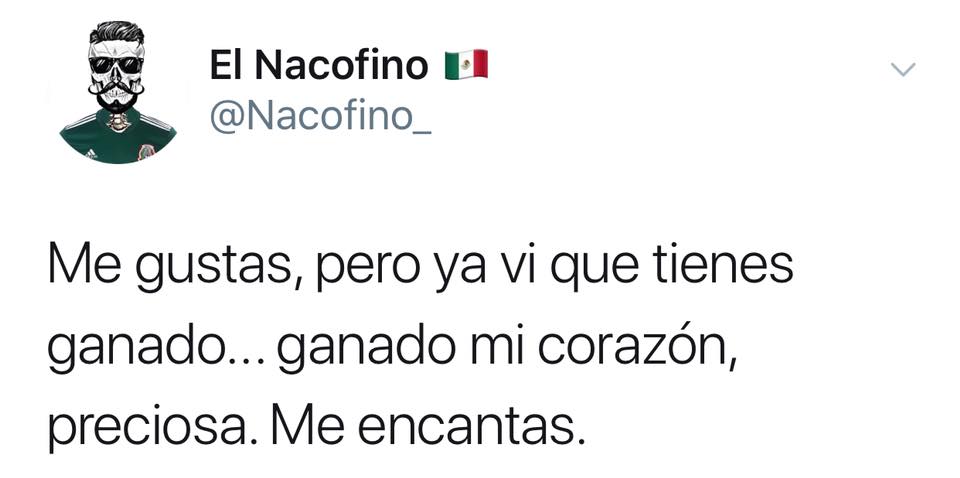 El Nacofino 🇲🇽
@Nacofino_
Me gustas, pero ya vi que tienes
ganado... ganado mi corazón,
preciosa. Me encantas.